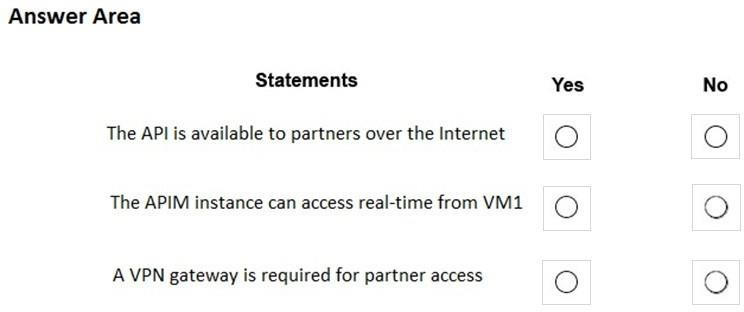 Answer Area
Statements Yes No
The API is available to partners over the Internet
The APIM instance can access real-time from VM1
A VPN gateway is required for partner access